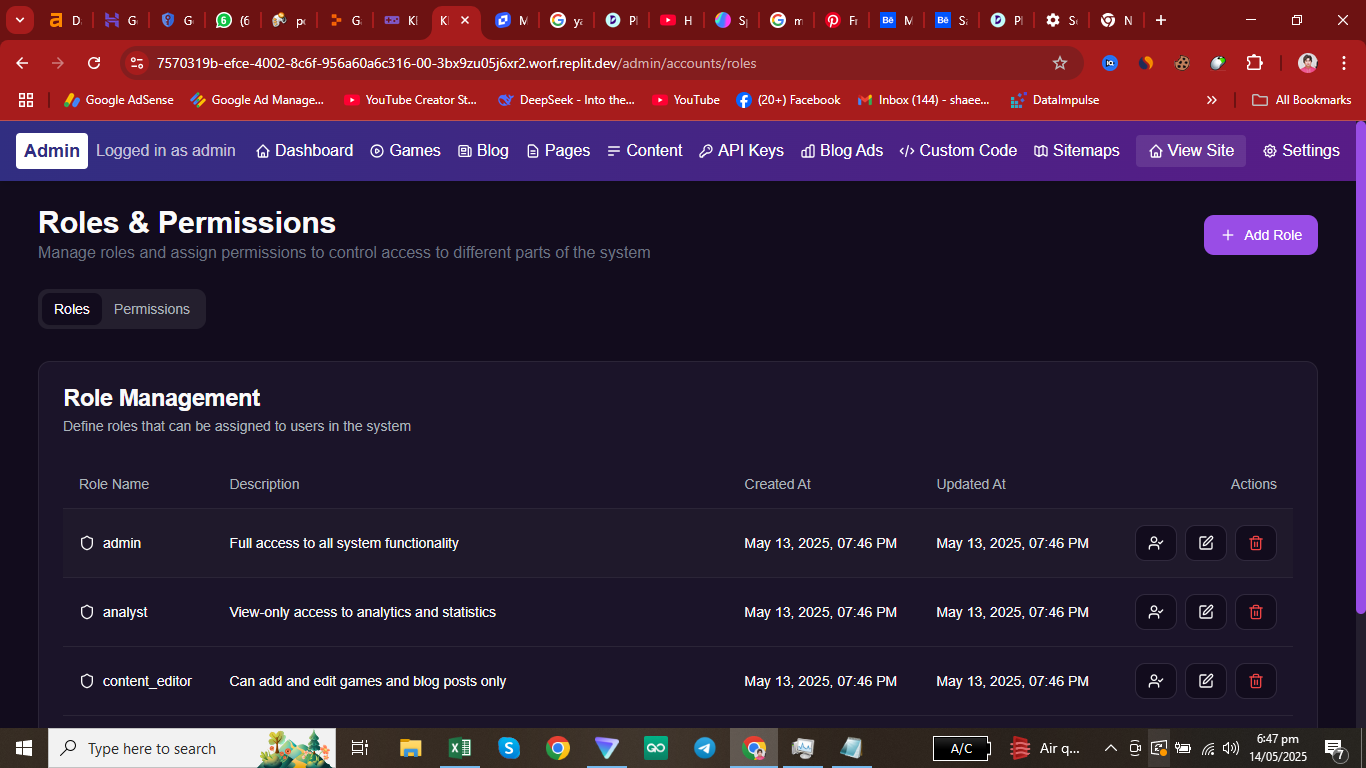 D G G (6 pe G Kl Kl M ya Pl H S m Fr M Sa Pl S N
7570319b-efce-4002-8c6f-956a60a6c316-00-3bx9zu05j6xr2.worf.replit.dev/admin/accounts/roles
Google AdSense Google Ad Manage... YouTube Creator St... DeepSeek - Into the... YouTube (20+) Facebook Inbox (144) - shaee... DataImpulse » All Bookmarks
Admin Logged in as admin Dashboard Games Blog Pages Content API Keys Blog Ads Custom Code Sitemaps View Site Settings
Roles & Permissions
Manage roles and assign permissions to control access to different parts of the system
+ Add Role
Roles Permissions
Role Management
Define roles that can be assigned to users in the system
Role Name Description Created At Updated At Actions
admin Full access to all system functionality May 13, 2025, 07:46 PM May 13, 2025, 07:46 PM
analyst View-only access to analytics and statistics May 13, 2025, 07:46 PM May 13, 2025, 07:46 PM
content_editor Can add and edit games and blog posts only May 13, 2025, 07:46 PM May 13, 2025, 07:46 PM
Type here to search A/C Air q... 6:47 pm
14/05/2025 7